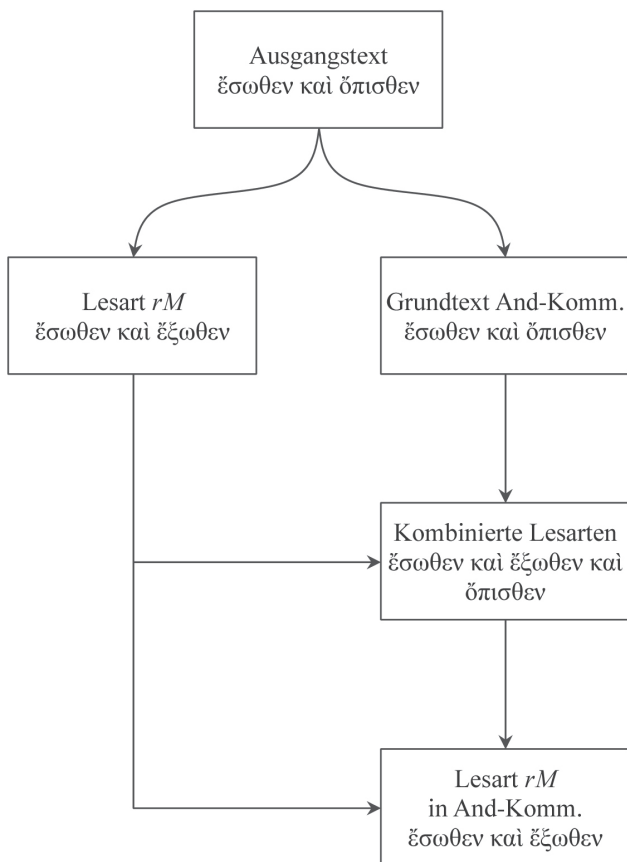 Ausgangstext
ἔσωθεν καὶ ὄπισθεν
Lesart rM
ἔσωθεν καὶ ἔξωθεν
Grundtext And-Komm.
ἔσωθεν καὶ ὄπισθεν
Kombinierte Lesarten
ἔσωθεν καὶ ἔξωθεν καὶ
ὄπισθεν
Lesart rM
in And-Komm.
ἔσωθεν καὶ ἔξωθεν